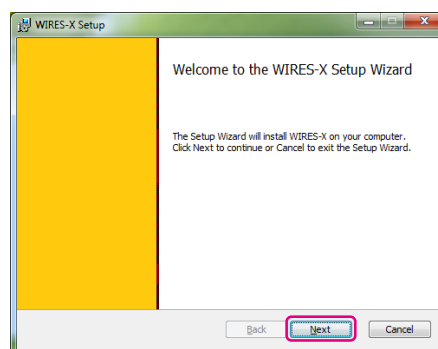 WIRES-X Setup
Welcome to the WIRES-X Setup Wizard
The Setup Wizard will install WIRES-X on your computer.
Click Next to continue or Cancel to exit the Setup Wizard.
Back Next Cancel